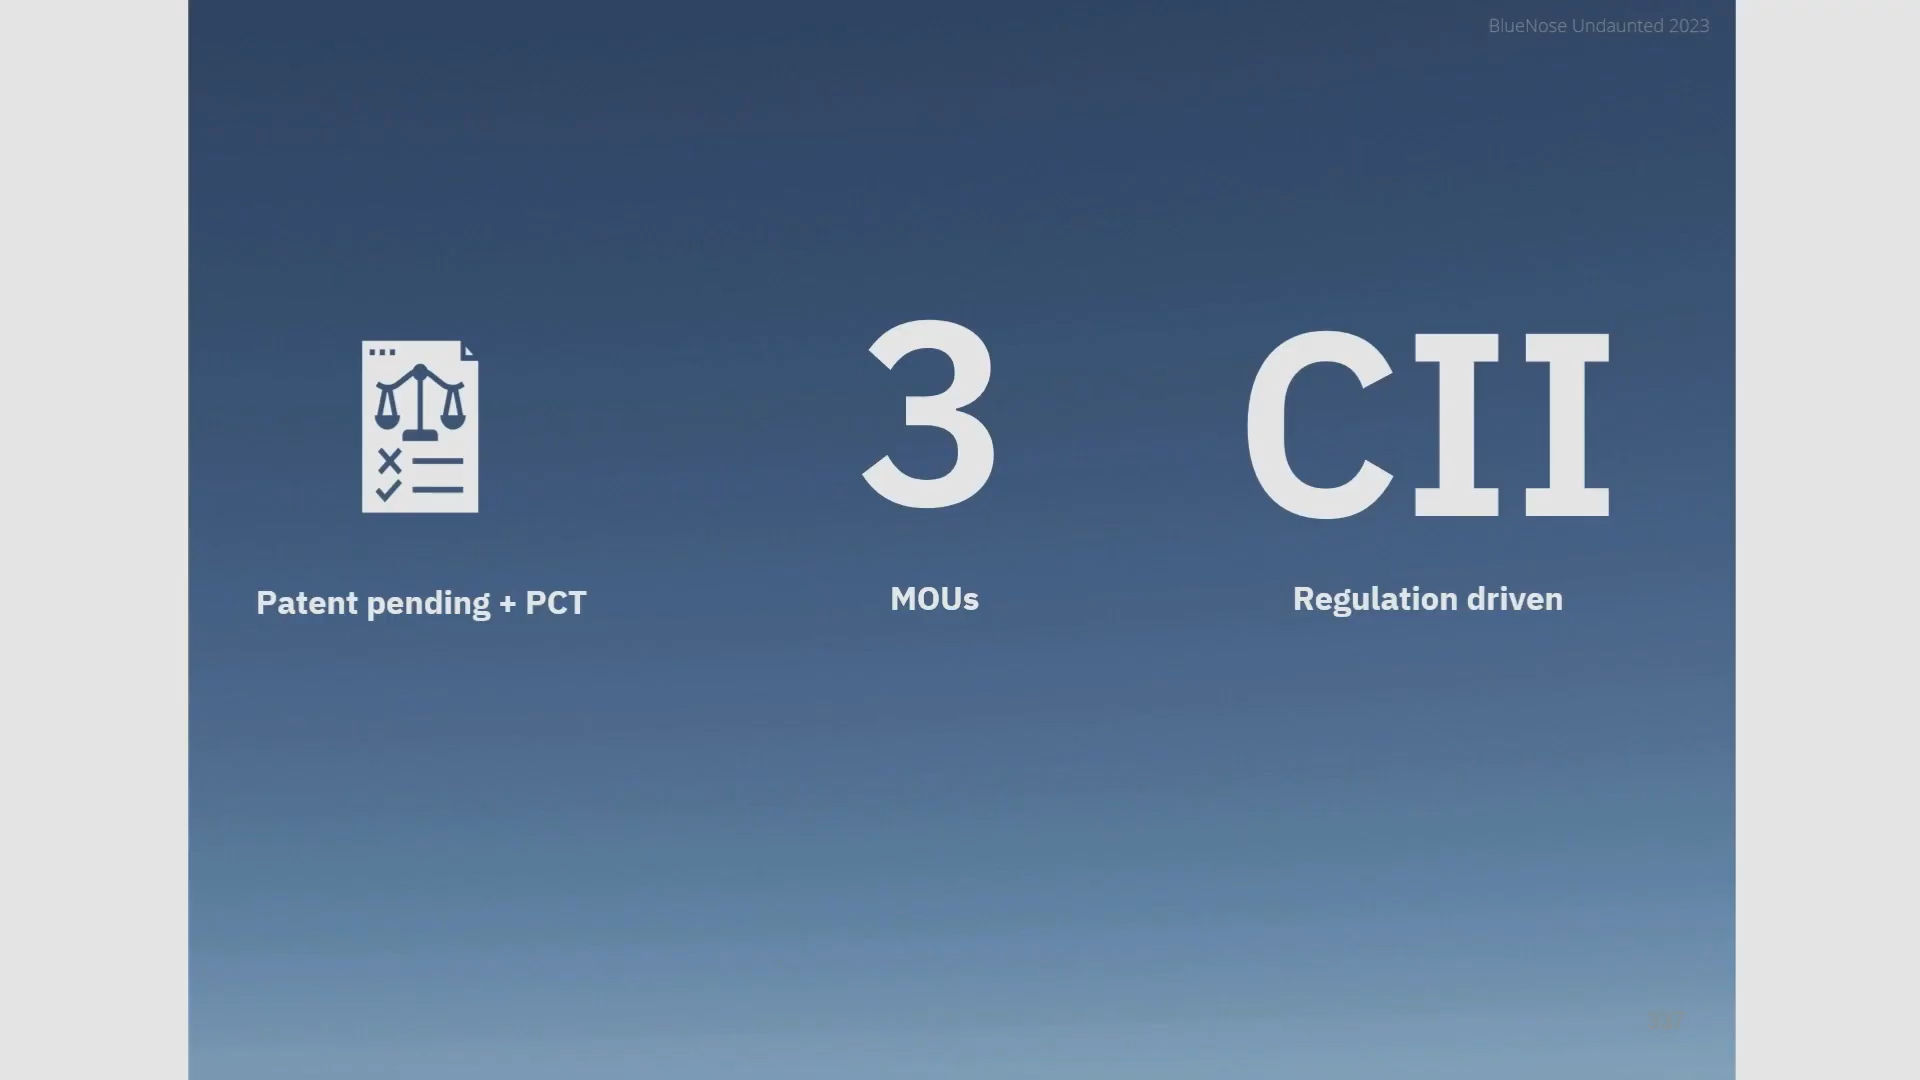 BlueNose Undaunted 2023
3
CII
Patent pending + PCT
MOUs
Regulation driven